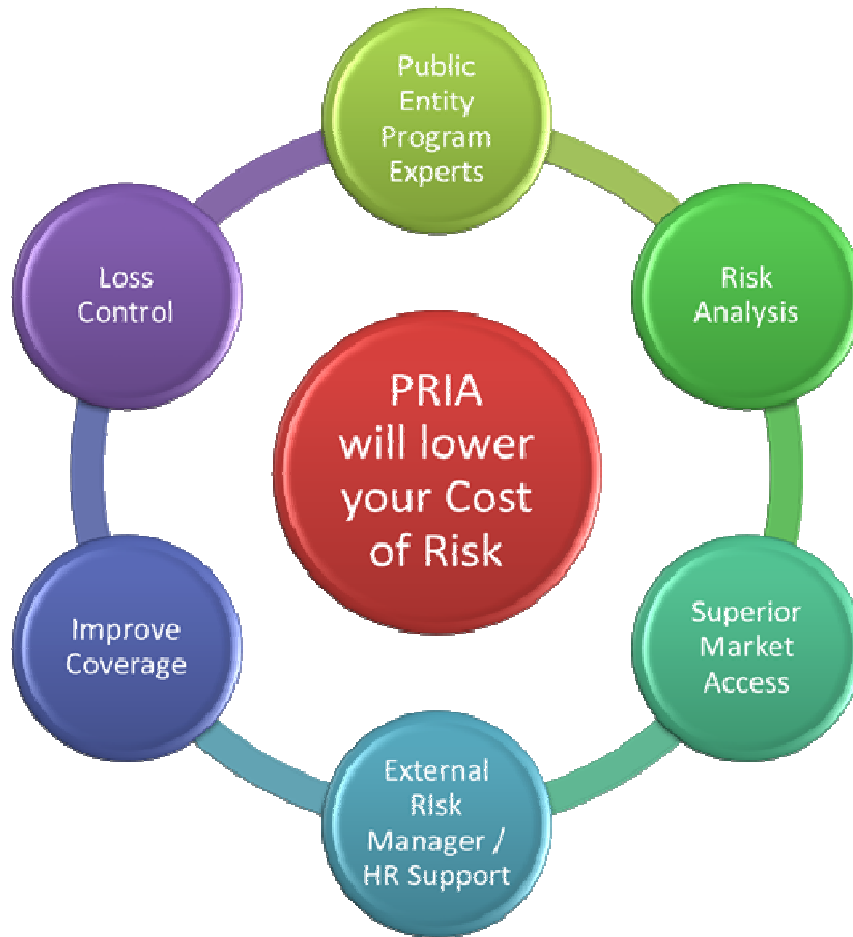 Public
Entity
Program
Experts
Risk
Analysis
Superior
Market
Access
External
Risk
Manager /
HR Support
Improve
Coverage
Loss
Control
PRIA
will lower
your Cost
of Risk